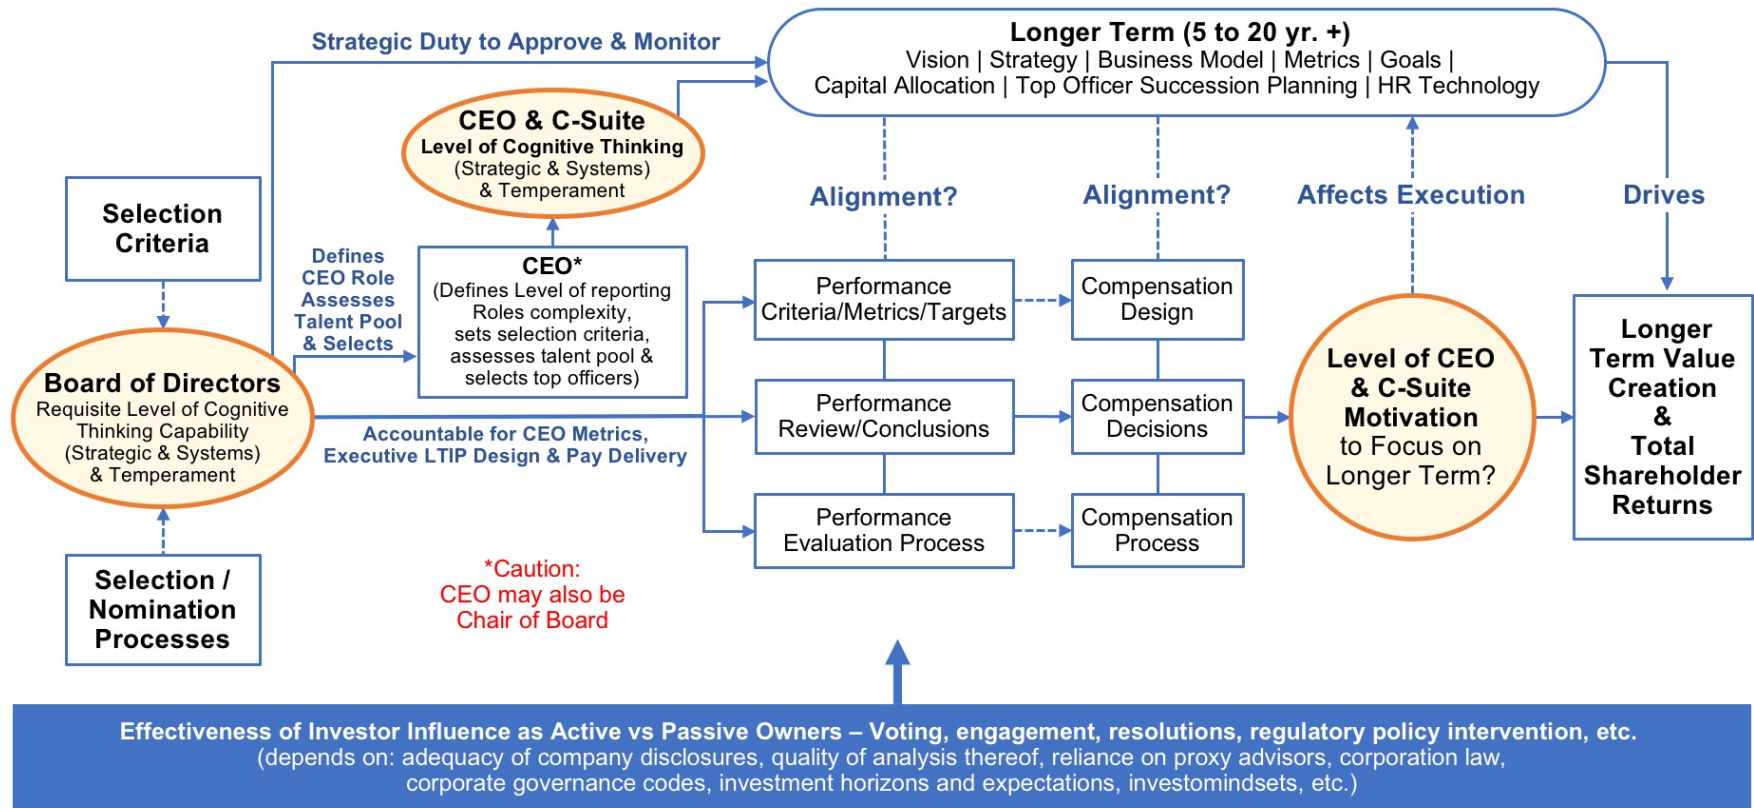 Strategic Duty to Approve & Monitor
Longer Term (5 to 20 yr. +)
Vision | Strategy | Business Model | Metrics | Goals |
Capital Allocation | Top Officer Succession Planning | HR Technology
CEO & C-Suite
Level of Cognitive Thinking
(Strategic & Systems)
& Temperament
Selection
Criteria
Alignment?
Alignment?
Affects Execution
Drives
Defines
CEO Role
Assesses
Talent Pool
& Selects
CEO*
(Defines Level of reporting
Roles complexity,
sets selection criteria,
assesses talent pool &
selects top officers)
Performance
Criteria/Metrics/Targets
Compensation
Design
Board of Directors
Requisite Level of Cognitive
Thinking Capability
(Strategic & Systems)
& Temperament
Accountable for CEO Metrics,
Executive LTIP Design & Pay Delivery
Performance
Review/Conclusions
Compensation
Decisions
Level of CEO
& C-Suite
Motivation
to Focus on
Longer Term?
Longer
Term Value
Creation
&
Total
Shareholder
Returns
Performance
Evaluation Process
Compensation
Process
Selection /
Nomination
Processes
*Caution:
CEO may also be
Chair of Board
Effectiveness of Investor Influence as Active vs Passive Owners – Voting, engagement, resolutions, regulatory policy intervention, etc.
(depends on: adequacy of company disclosures, quality of analysis thereof, reliance on proxy advisors, corporation law,
corporate governance codes, investment horizons and expectations, investomindsets, etc.)